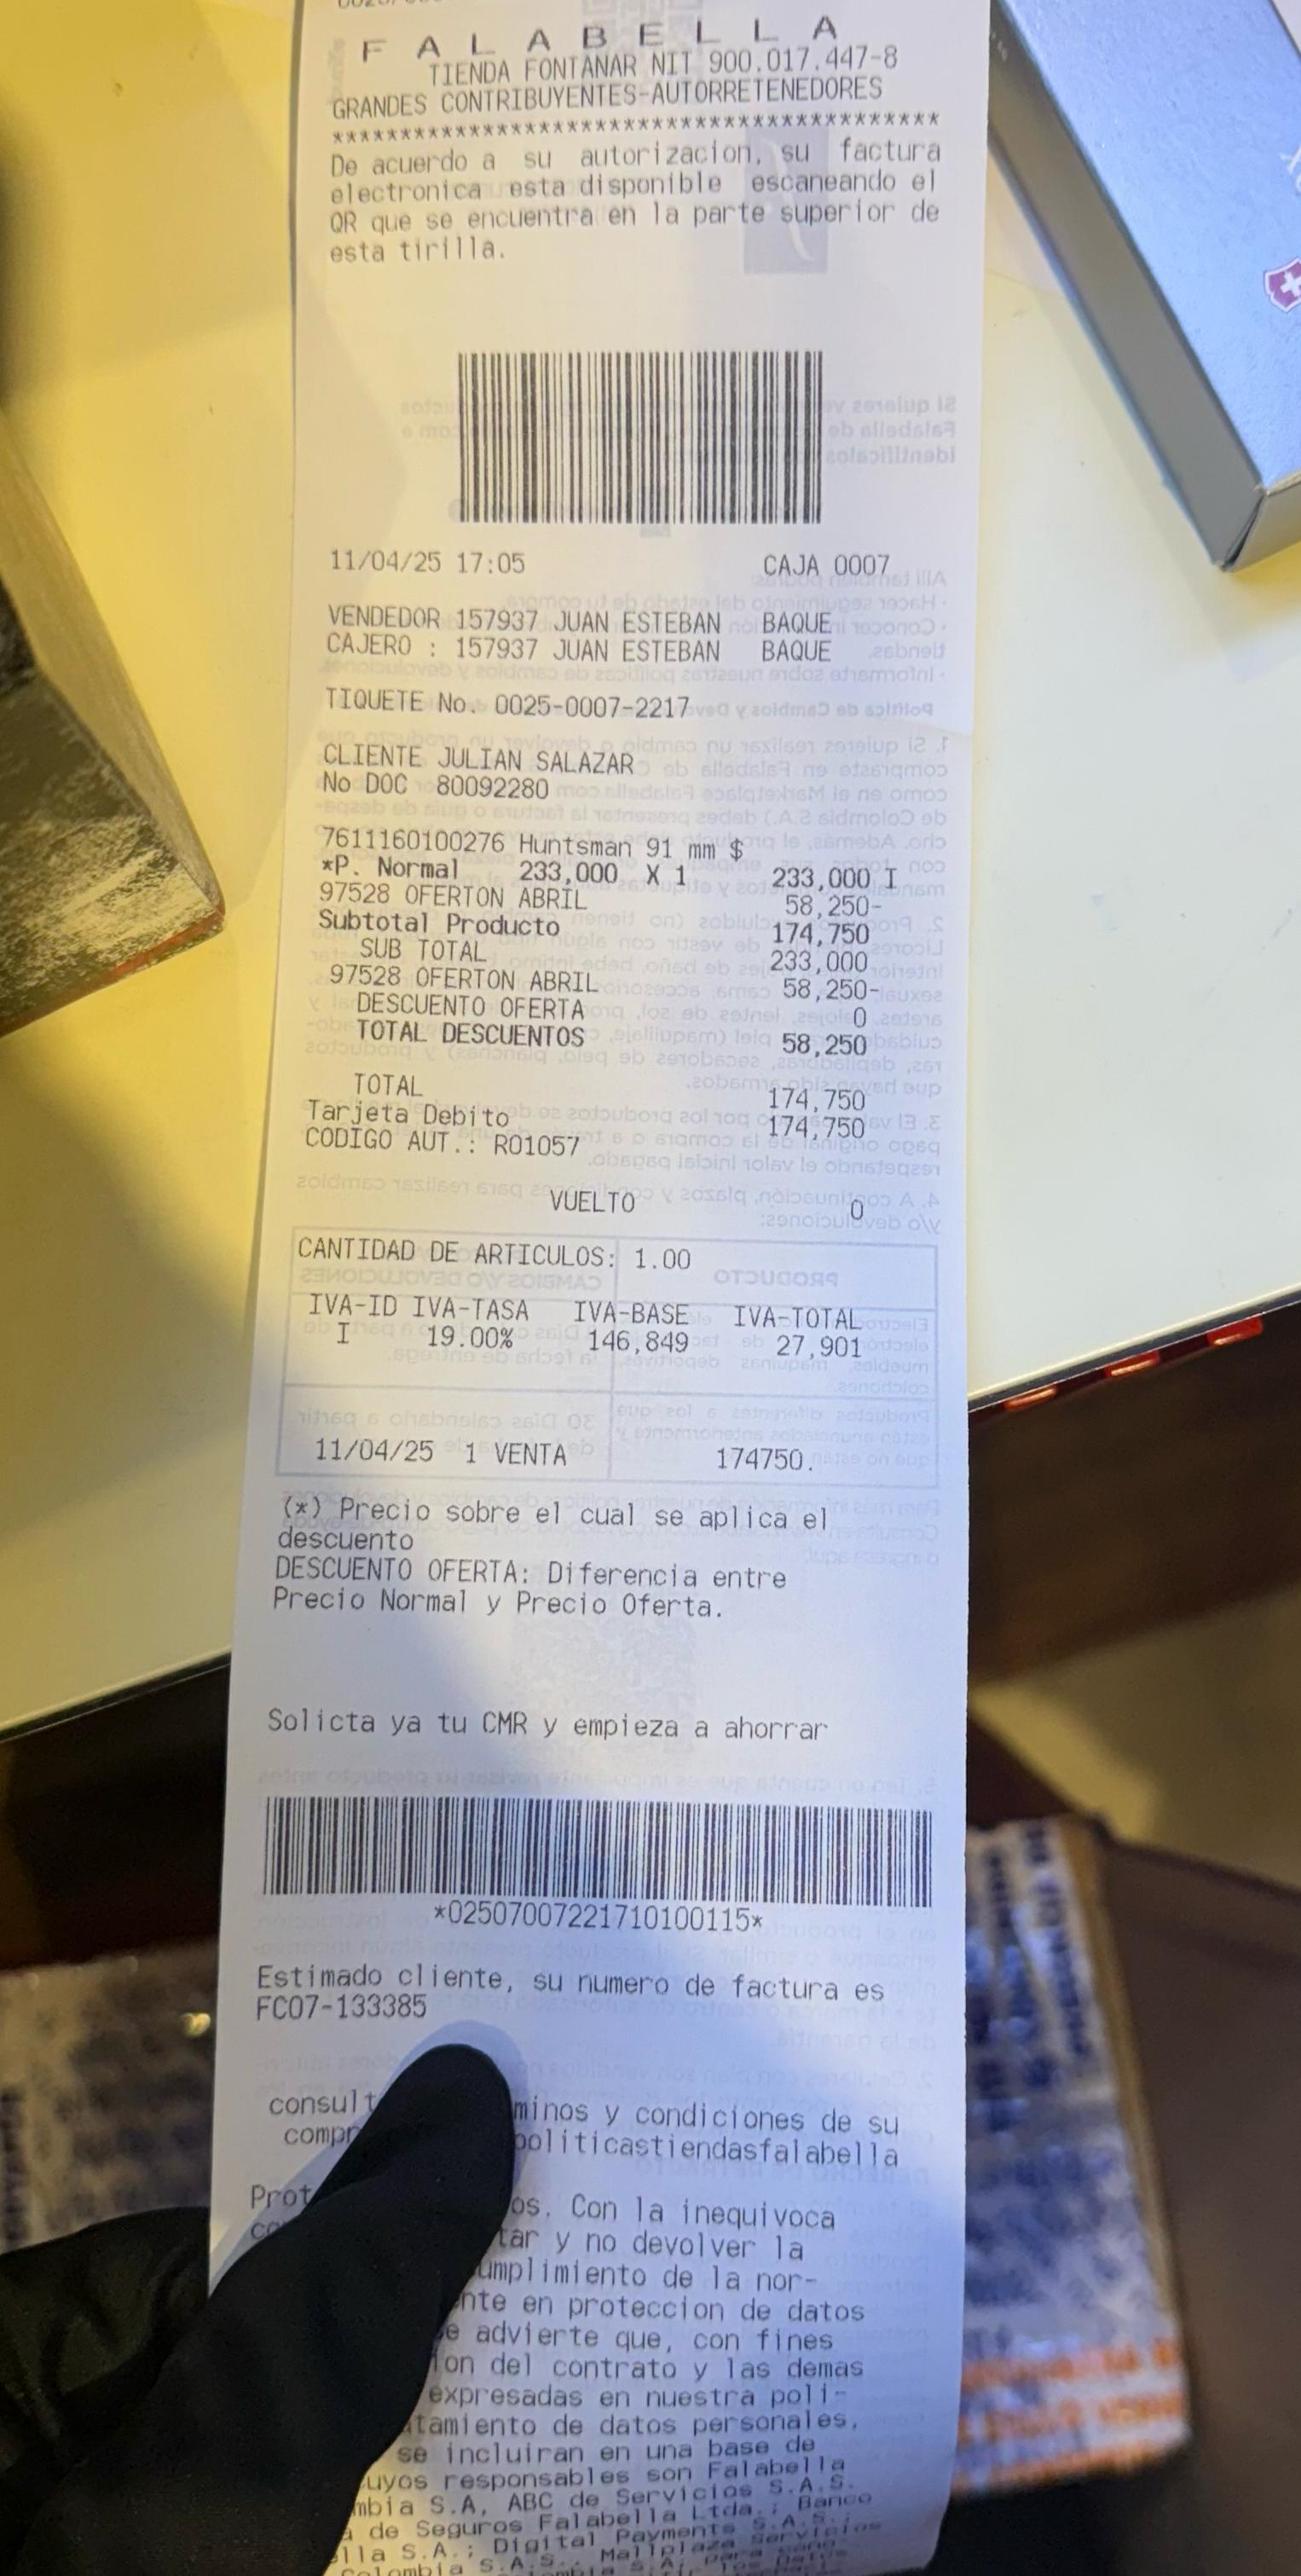 F A L A B E L L A
TIENDA FONTANAR NIT 900.017.447-8
GRANDES CONTRIBUYENTES-AUTORRETENEDORES
*******************************************
De acuerdo a su autorizacion, su factura
electronica esta disponible escaneando el
QR que se encuentra en la parte superior de
esta tirilla.
11/04/25 17:05 CAJA 0007
VENDEDOR 157937 JUAN ESTEBAN BAQUE
CAJERO : 157937 JUAN ESTEBAN BAQUE
TIQUETE No. 0025-0007-2217
CLIENTE JULIAN SALAZAR
No DOC 80092280
7611160100276 Huntsman 91 mm $
*P. Normal 233,000 X 1 233,000 I
97528 OFERTON ABRIL 58,250-
Subtotal Producto 174,750
SUB TOTAL 233,000
97528 OFERTON ABRIL 58,250-
DESCUENTO OFERTA 0
TOTAL DESCUENTOS 58,250
TOTAL 174,750
Tarjeta Debito 174,750
CODIGO AUT.: R01057
VUELTO 0
CANTIDAD DE ARTICULOS: 1.00
IVA-ID IVA-TASA IVA-BASE IVA-TOTAL
I 19.00% 146,849 27,901
11/04/25 1 VENTA 174750.
(*) Precio sobre el cual se aplica el
descuento
DESCUENTO OFERTA: Diferencia entre
Precio Normal y Precio Oferta.
Solicta ya tu CMR y empieza a ahorrar
*02507007221710100115*
Estimado cliente, su numero de factura es
FC07-133385
consult minos y condiciones de su
compr politicastiendasfalabella
Prot os. Con la inequivoca
co tar y no devolver la
umplimiento de la nor-
nte en proteccion de datos
e advierte que, con fines
ion del contrato y las demas
expresadas en nuestra poli-
tamiento de datos personales,
se incluiran en una base de
uyos responsables son Falabella
mbia S.A, ABC de Servicios S.A.S.
a de Seguros Falabella Ltda.; Banco
lla S.A.; Digital Payments S.A.S.;
Colombia S.A.S. Mallplaza Servicios